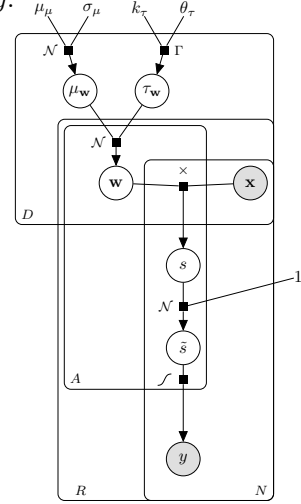 y.
μ_μ σ_μ k_τ θ_τ
𝒩 Γ
μ_w τ_w
𝒩
w × x
D
s
𝒩 1
s̃
A ∫
y
R N